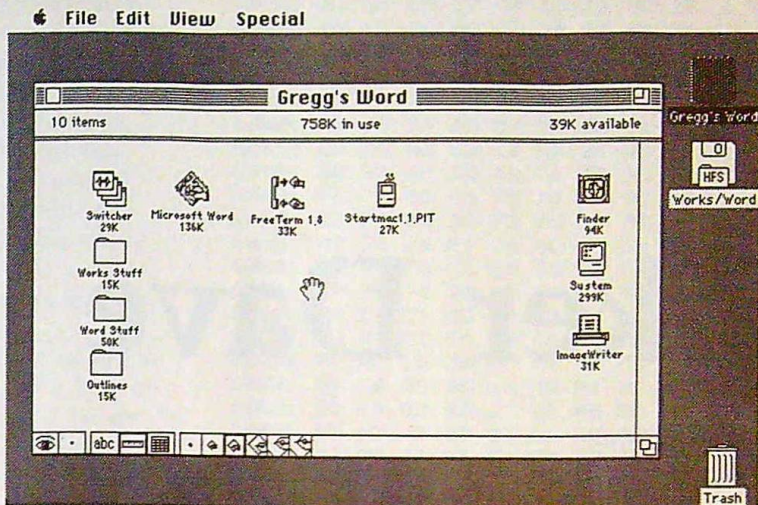 File Edit View Special
Gregg's Word
10 items 758K in use 39K available
Gregg's Word
HFS
Works/Word
Switcher
29K
Microsoft Word
136K
FreeTerm 1.8
33K
Startmac1.1.PIT
27K
Finder
94K
Works Stuff
15K
System
299K
Word Stuff
50K
ImageWriter
31K
Outlines
15K
abc
Trash